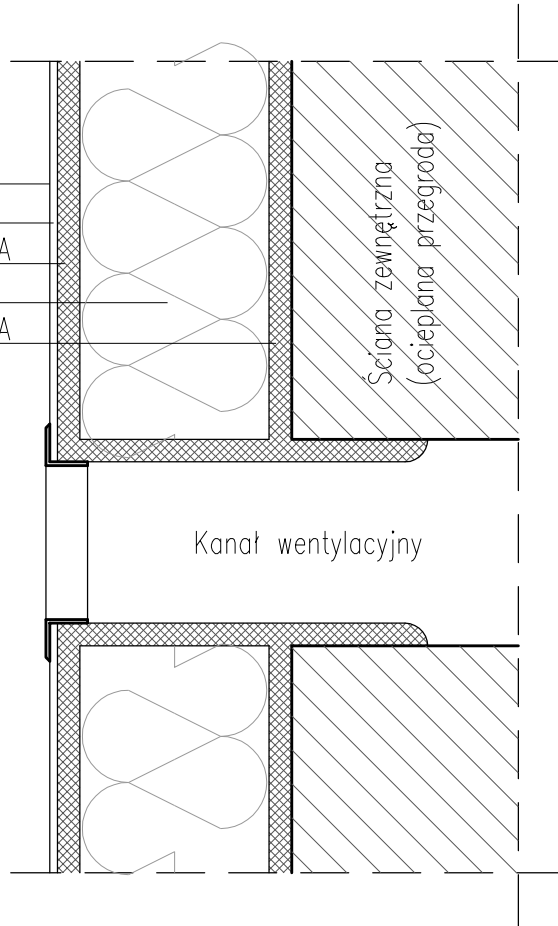 A
A
Ściana zewnętrzna
(ocieplana przegroda)
Kanał wentylacyjny